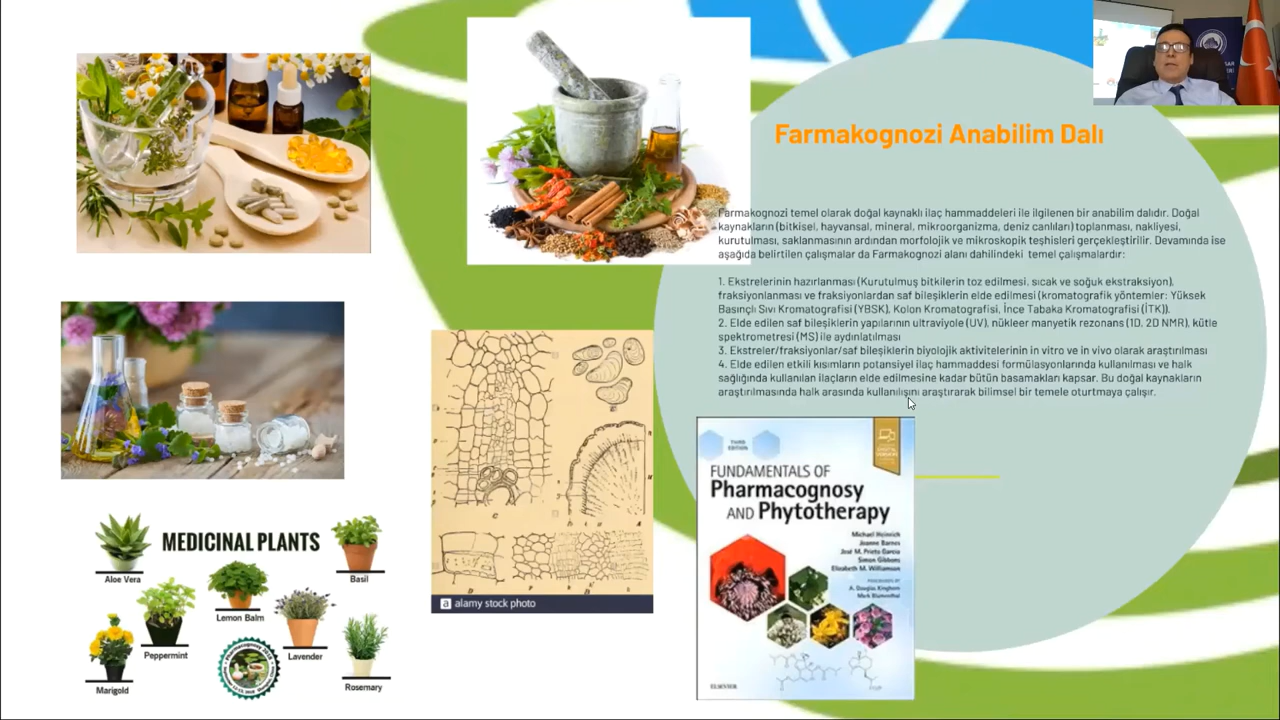 Farmakognozi Anabilim Dalı
Farmakognozi temel olarak doğal kaynaklı ilaç hammaddeleri ile ilgilenen bir anabilim dalıdır. Doğal
kaynakların (bitkisel, hayvansal, mineral, mikroorganizma, deniz canlıları) toplanması, nakliyesi,
kurutulması, saklanmasının ardından morfolojik ve mikroskopik teşhisleri gerçekleştirilir. Devamında ise
aşağıda belirtilen çalışmalar da Farmakognozi alanı dahilindeki temel çalışmalardır:
1. Ekstrelerinin hazırlanması (Kurutulmuş bitkilerin toz edilmesi, sıcak ve soğuk ekstraksiyon),
fraksiyonlanması ve fraksiyonlardan saf bileşiklerin elde edilmesi (kromatografik yöntemler: Yüksek
Basınçlı Sıvı Kromatografisi (YBSK), Kolon Kromatografisi, İnce Tabaka Kromatografisi (İTK)).
2. Elde edilen saf bileşiklerin yapılarının ultraviyole (UV), nükleer manyetik rezonans (1D, 2D NMR), kütle
spektrometresi (MS) ile aydınlatılması
3. Ekstreler/fraksiyonlar/saf bileşiklerin biyolojik aktivitelerinin in vitro ve in vivo olarak araştırılması
4. Elde edilen etkili kısımların potansiyel ilaç hammaddesi formülasyonlarında kullanılması ve halk
sağlığında kullanılan ilaçların elde edilmesine kadar bütün basamakları kapsar. Bu doğal kaynakların
araştırılmasında halk arasında kullanılışını araştırarak bilimsel bir temele oturtmaya çalışır.
MEDICINAL PLANTS
Aloe Vera
Basil
Lemon Balm
Peppermint
Lavender
Marigold
Rosemary
a alamy stock photo
THIRD
EDITION
FUNDAMENTALS OF
Pharmacognosy
AND Phytotherapy
Michael Heinrich
Joanne Barnes
José M. Prieto Garcia
Simon Gibbons
Elizabeth M. Williamson
A. Douglas Kinghorn
Mark Blumenthal
ELSEVIER